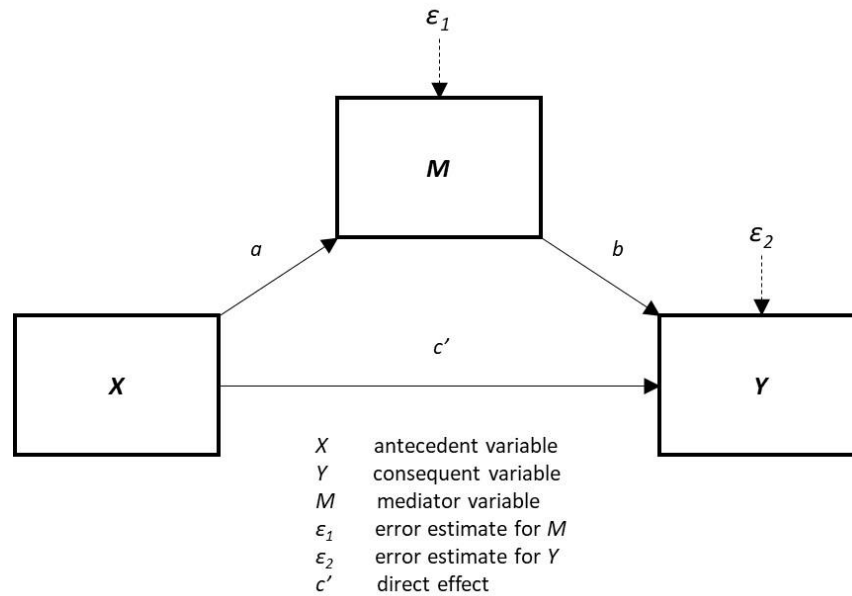 ε1
M
a
b
ε2
c’
X
Y
X antecedent variable
Y consequent variable
M mediator variable
ε1 error estimate for M
ε2 error estimate for Y
c’ direct effect